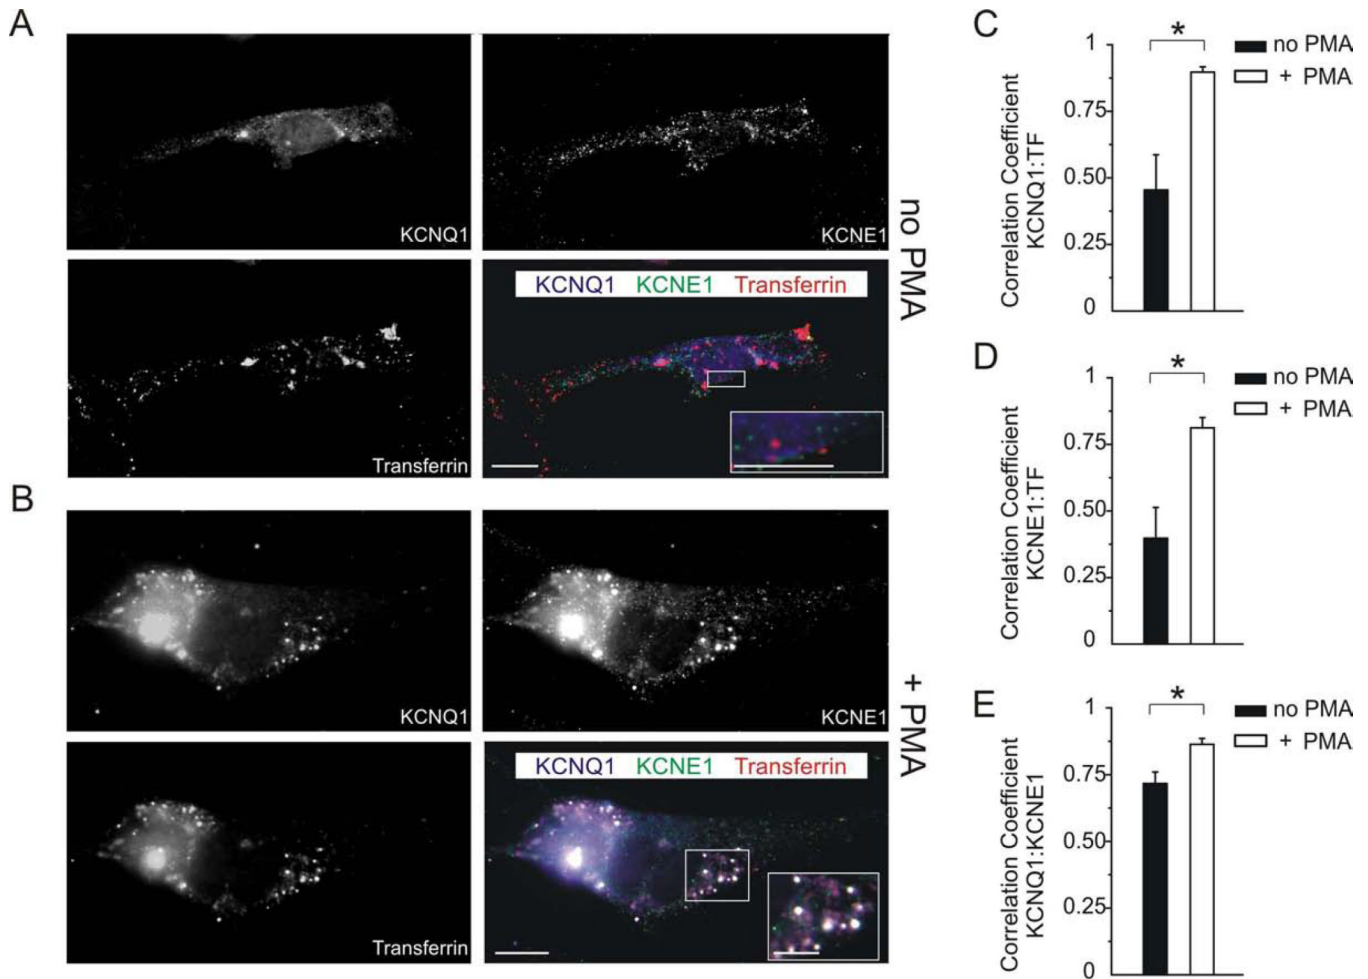 A
KCNQ1
KCNE1
Transferrin
KCNQ1 KCNE1 Transferrin
no PMA
B
KCNQ1
KCNE1
Transferrin
KCNQ1 KCNE1 Transferrin
+ PMA
C
Correlation Coefficient
KCNQ1:TF
1
0.75
0.50
0.25
0
*
no PMA
+ PMA
D
Correlation Coefficient
KCNE1:TF
1
0.75
0.50
0.25
0
*
no PMA
+ PMA
E
Correlation Coefficient
KCNQ1:KCNE1
1
0.75
0.50
0.25
0
*
no PMA
+ PMA